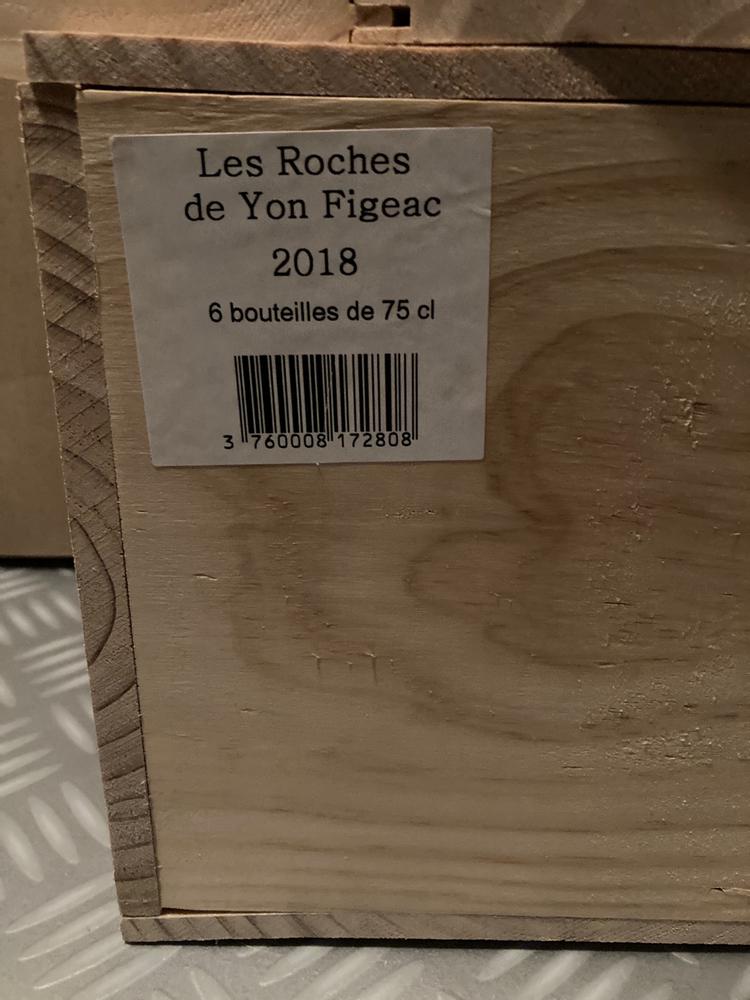 Les Roches
de Yon Figeac
2018
6 bouteilles de 75 cl
3 760008 172808